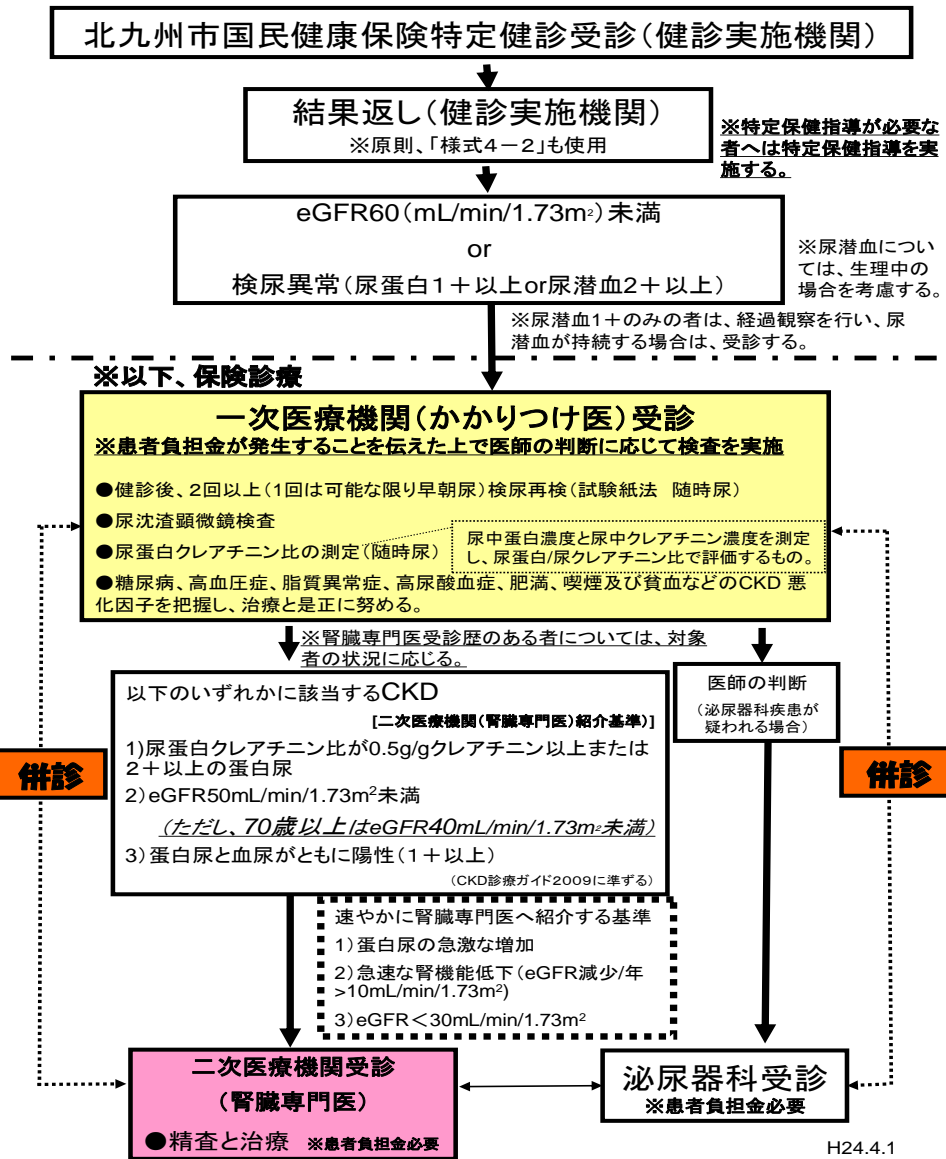 北九州市国民健康保険特定健診受診(健診実施機関)
結果返し(健診実施機関)
※原則、「様式4-2」も使用
※特定保健指導が必要な
者へは特定保健指導を実
施する。
eGFR60(mL/min/1.73m²)未満
or
検尿異常(尿蛋白1+以上or尿潜血2+以上)
※尿潜血につい
ては、生理中の
場合を考慮する。
※尿潜血1+のみの者は、経過観察を行い、尿
潜血が持続する場合は、受診する。
※以下、保険診療
一次医療機関(かかりつけ医)受診
※患者負担金が発生することを伝えた上で医師の判断に応じて検査を実施
●健診後、2回以上(1回は可能な限り早朝尿)検尿再検(試験紙法 随時尿)
●尿沈渣顕微鏡検査
●尿蛋白クレアチニン比の測定(随時尿)
尿中蛋白濃度と尿中クレアチニン濃度を測定
し、尿蛋白/尿クレアチニン比で評価するもの。
●糖尿病、高血圧症、脂質異常症、高尿酸血症、肥満、喫煙及び貧血などのCKD 悪
化因子を把握し、治療と是正に努める。
※腎臓専門医受診歴のある者については、対象
者の状況に応じる。
以下のいずれかに該当するCKD
[二次医療機関(腎臓専門医)紹介基準)]
1)尿蛋白クレアチニン比が0.5g/gクレアチニン以上または
2+以上の蛋白尿
2)eGFR50mL/min/1.73m²未満
(ただし、70歳以上はeGFR40mL/min/1.73m²未満)
3)蛋白尿と血尿がともに陽性(1+以上)
(CKD診療ガイド2009に準ずる)
医師の判断
(泌尿器科疾患が
疑われる場合)
併診
併診
速やかに腎臓専門医へ紹介する基準
1)蛋白尿の急激な増加
2)急速な腎機能低下(eGFR減少/年
>10mL/min/1.73m²)
3)eGFR<30mL/min/1.73m²
二次医療機関受診
(腎臓専門医)
●精査と治療 ※患者負担金必要
泌尿器科受診
※患者負担金必要
H24.4.1